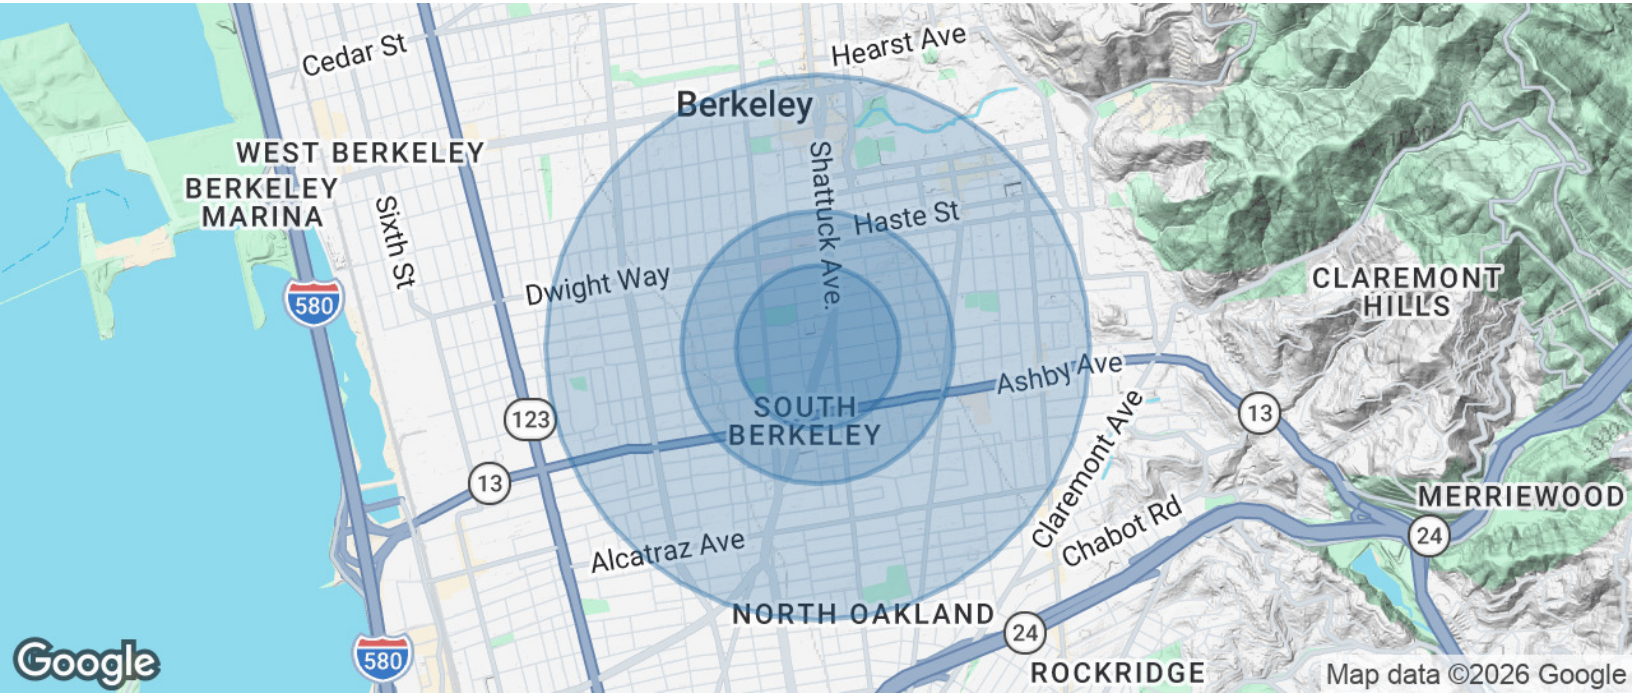 Cedar St
Hearst Ave
Berkeley
WEST BERKELEY
BERKELEY
MARINA
Sixth St
Shattuck Ave.
Haste St
Dwight Way
CLAREMONT
HILLS
580
Ashby Ave
SOUTH
BERKELEY
123
13
13
Claremont Ave
MERRIEWOOD
Chabot Rd
24
Alcatraz Ave
NORTH OAKLAND
24
580
ROCKRIDGE
Google
Map data ©2026 Google